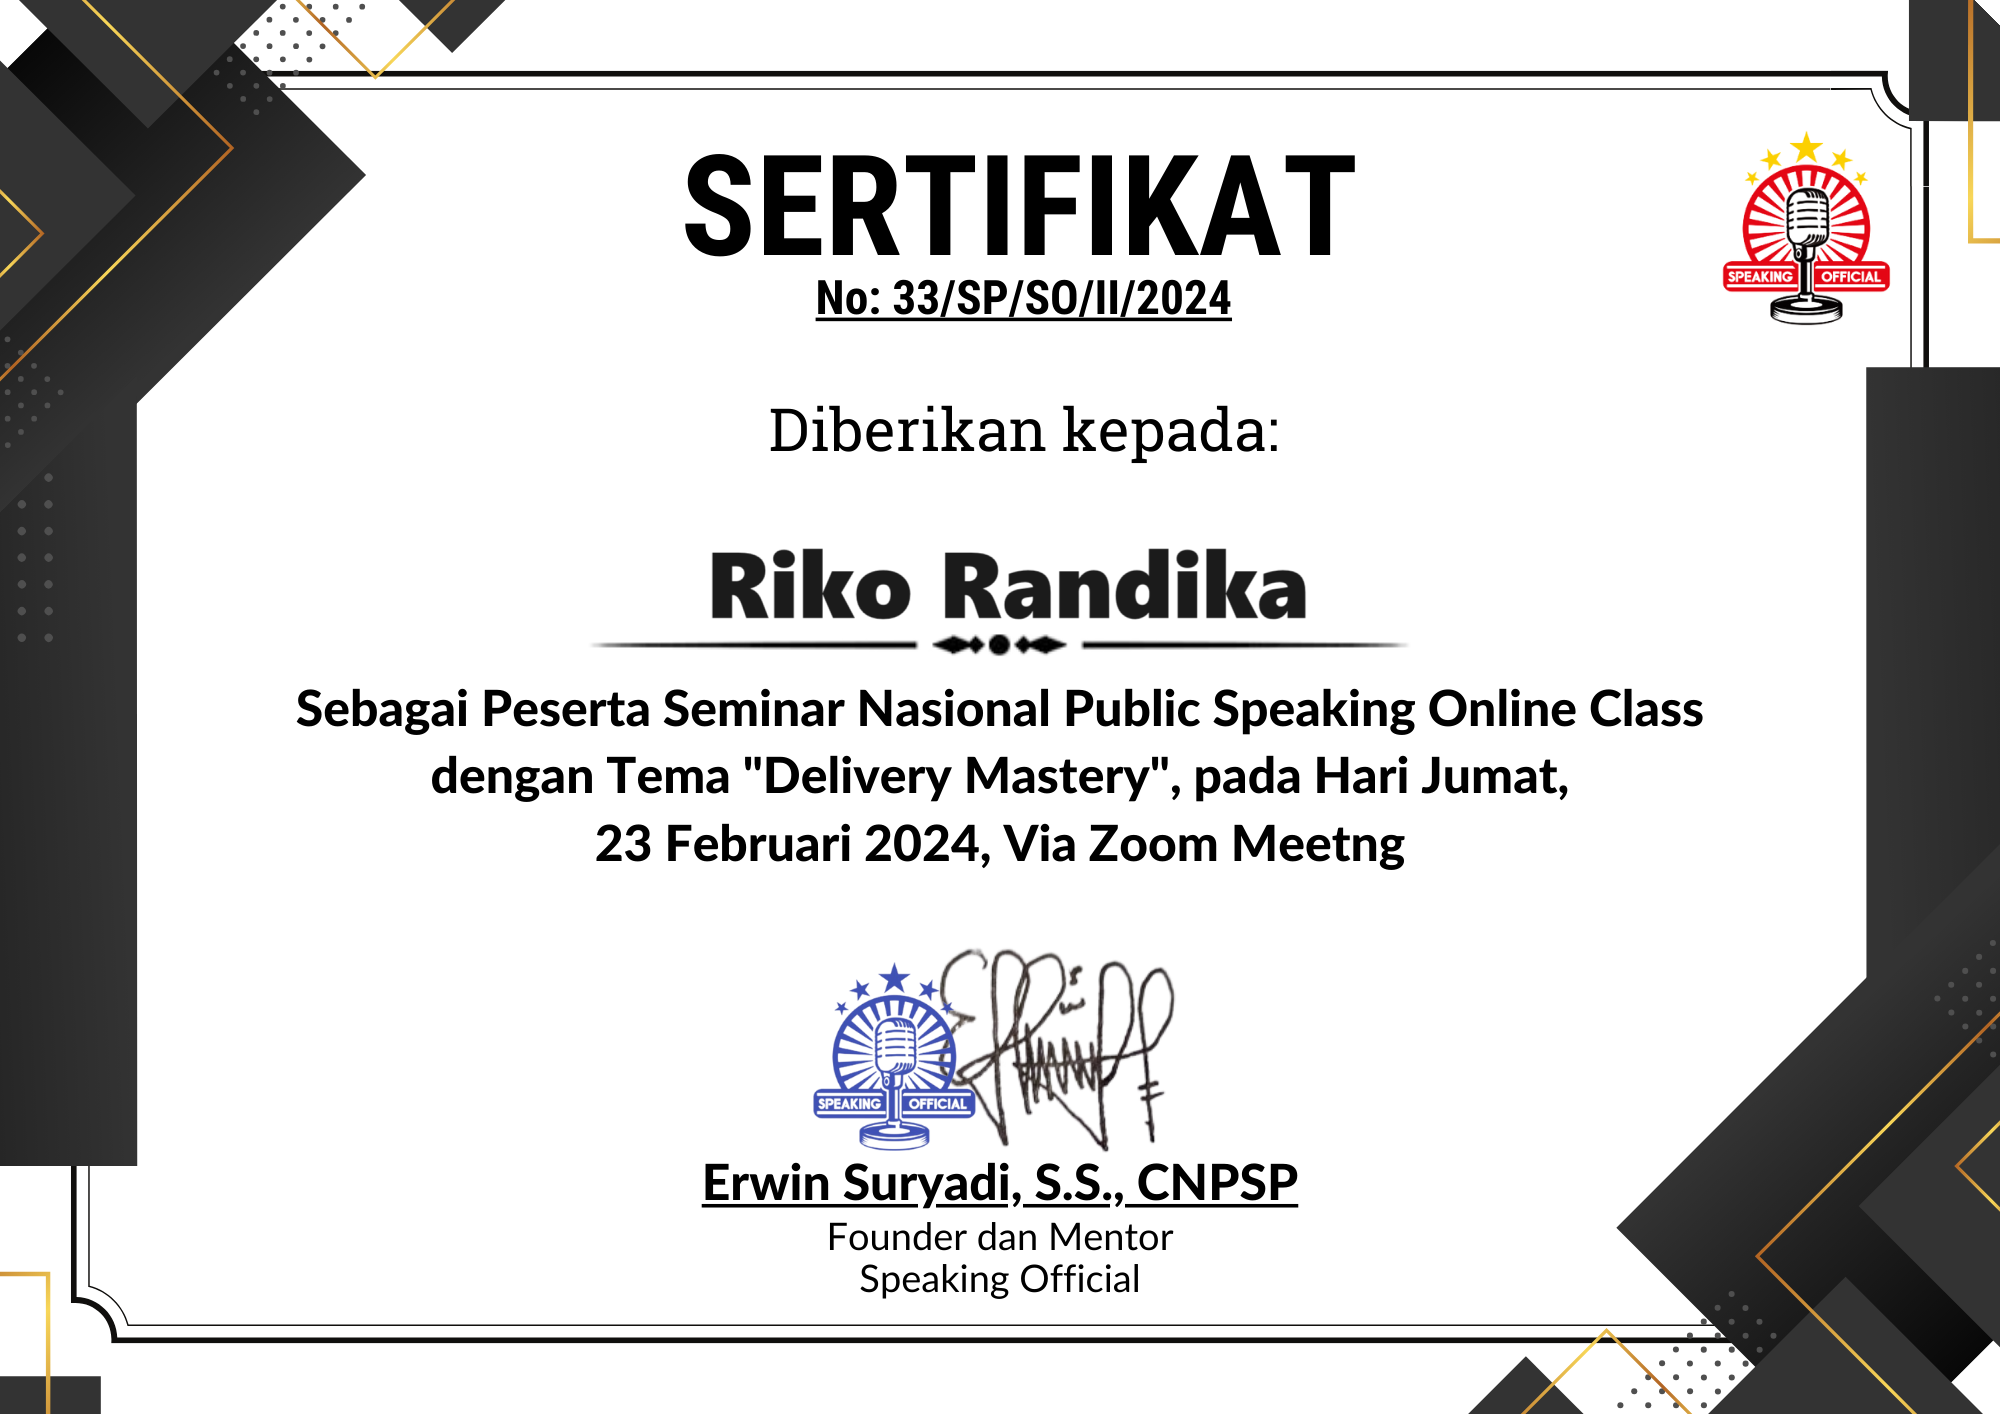 SERTIFIKAT
No: 33/SP/SO/II/2024
SPEAKING OFFICIAL
Diberikan kepada:
Riko Randika
Sebagai Peserta Seminar Nasional Public Speaking Online Class
dengan Tema "Delivery Mastery", pada Hari Jumat,
23 Februari 2024, Via Zoom Meetng
SPEAKING OFFICIAL
Erwin Suryadi, S.S., CNPSP
Founder dan Mentor
Speaking Official